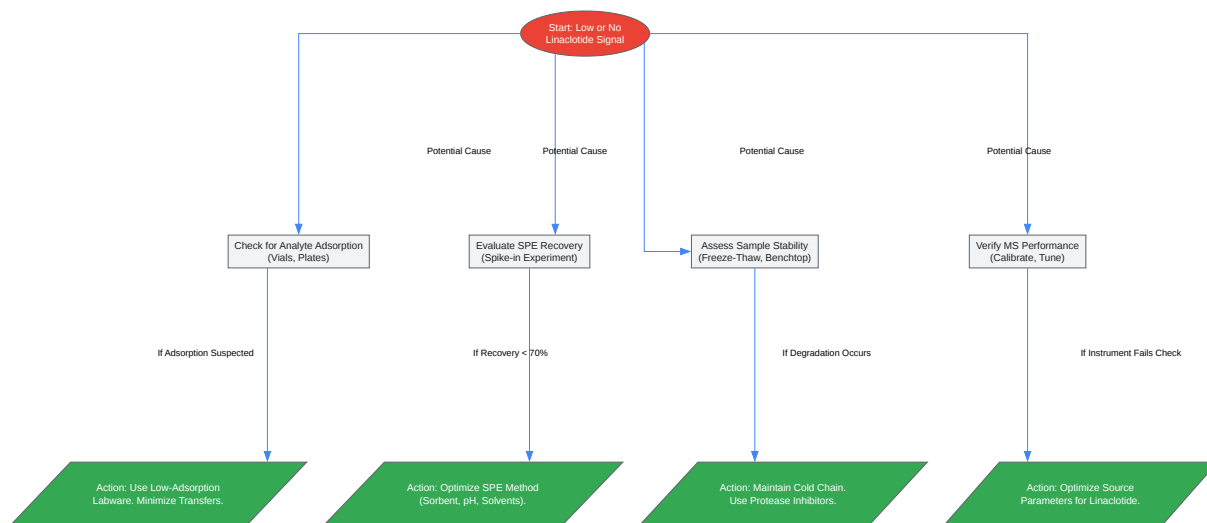 Start: Low or No
Linaclotide Signal
Potential Cause
Potential Cause
Potential Cause
Potential Cause
Check for Analyte Adsorption
(Vials, Plates)
Evaluate SPE Recovery
(Spike-in Experiment)
Assess Sample Stability
(Freeze-Thaw, Benchtop)
Verify MS Performance
(Calibrate, Tune)
If Adsorption Suspected
If Recovery < 70%
If Degradation Occurs
If Instrument Fails Check
Action: Use Low-Adsorption
Labware. Minimize Transfers.
Action: Optimize SPE Method
(Sorbent, pH, Solvents).
Action: Maintain Cold Chain.
Use Protease Inhibitors.
Action: Optimize Source
Parameters for Linaclotide.